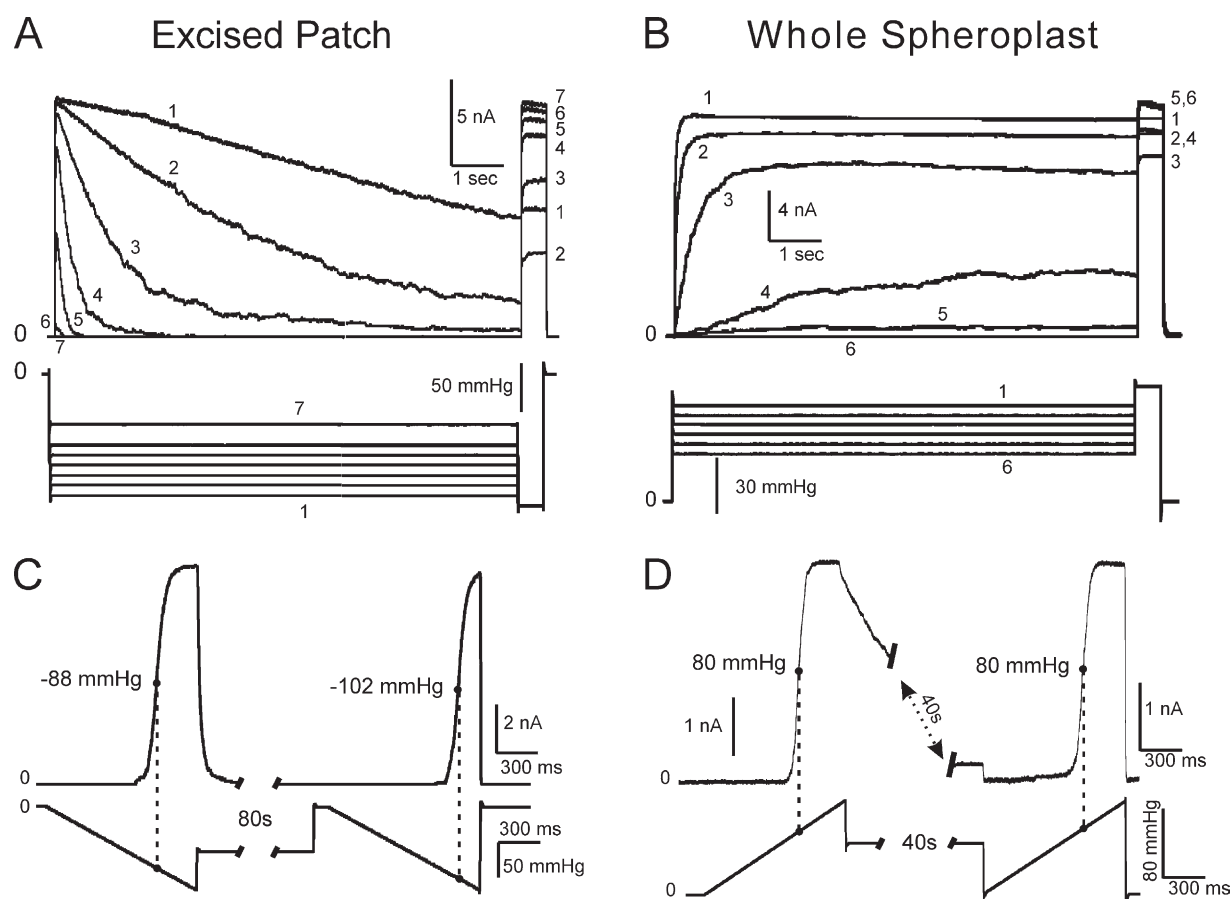 A Excised Patch
5 nA
1 sec
1
2
3
4
5
6
7
0
7
6
5
4
3
1
2
0
50 mmHg
7
1
B Whole Spheroplast
1
2
3
4
5
6
0
4 nA
1 sec
5,6
1
2,4
3
1
6
30 mmHg
0
C
-88 mmHg
-102 mmHg
2 nA
300 ms
0
0
80s
300 ms
50 mmHg
D
80 mmHg
80 mmHg
1 nA
40s
1 nA
300 ms
0
40s
0
80 mmHg
300 ms